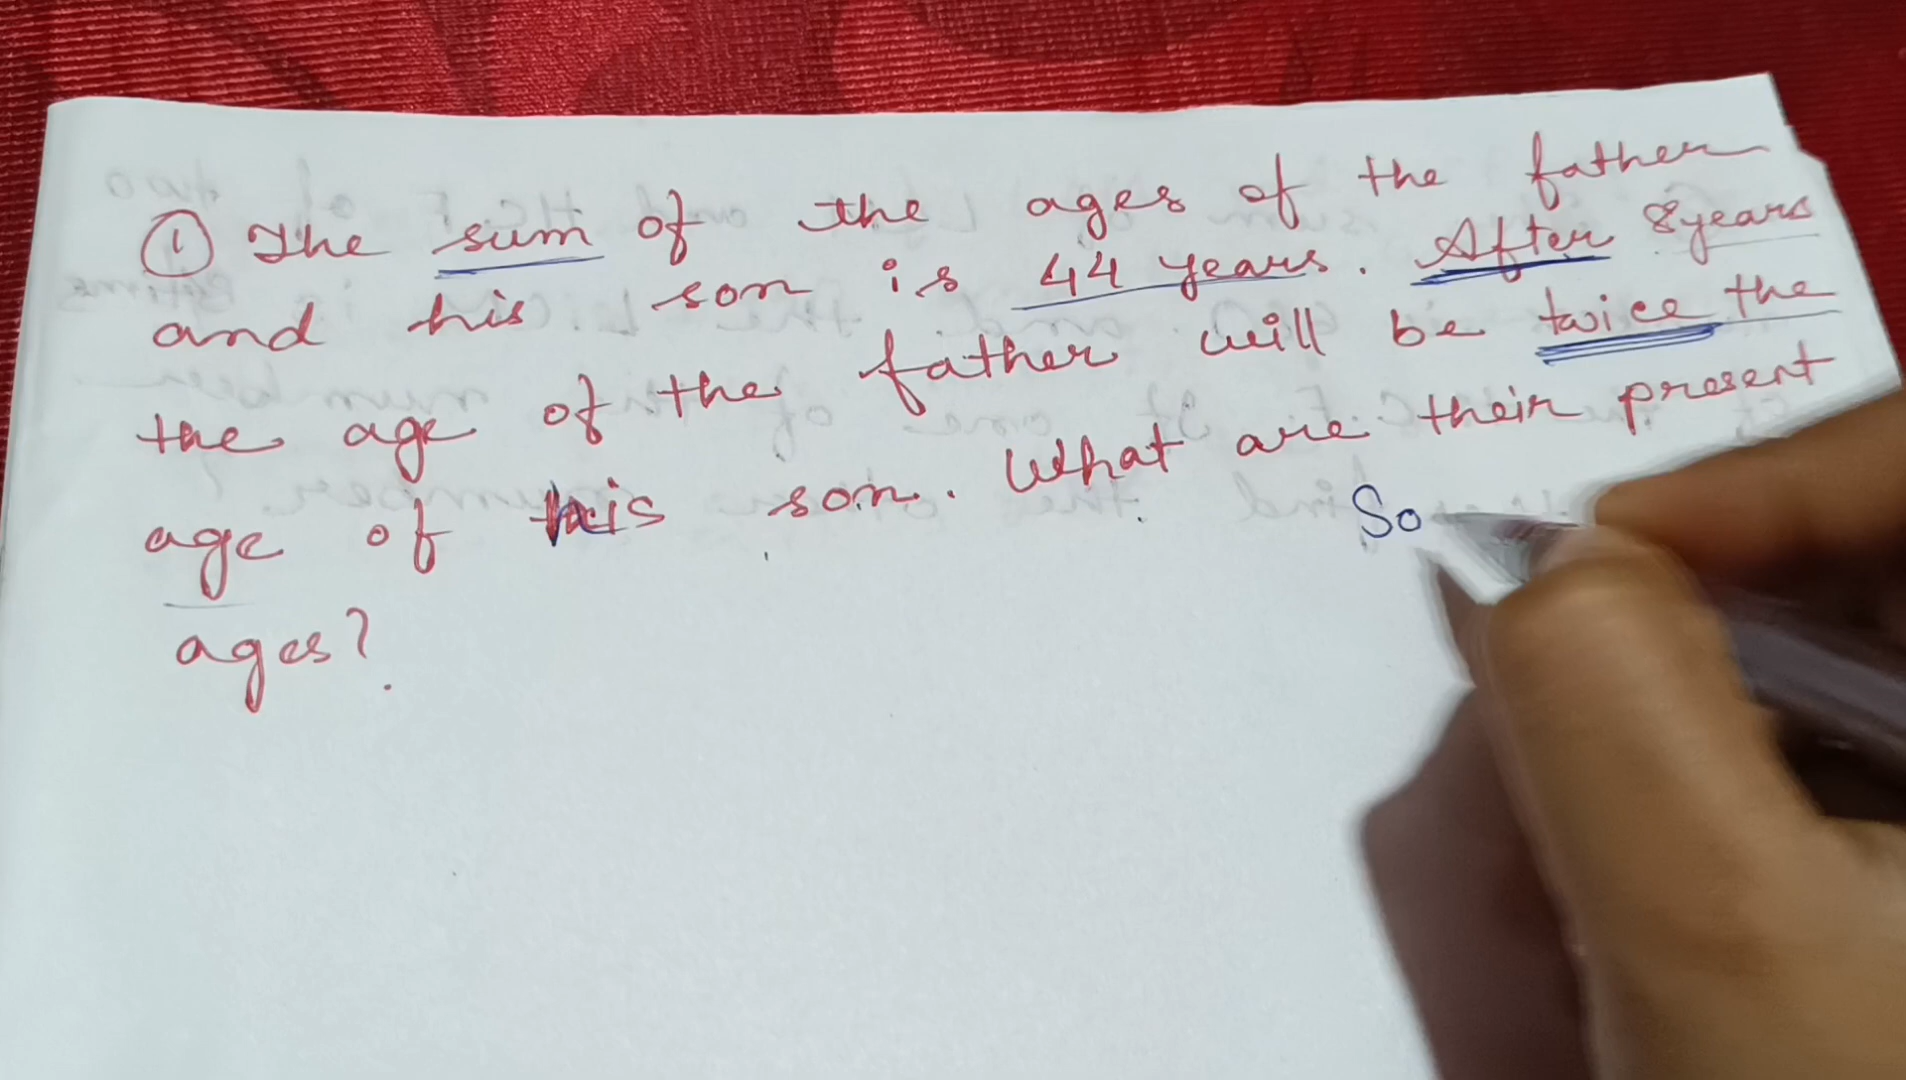 ① The sum of the ages of the father
and his son is 44 years. After 8 years
the age of the father will be twice the
age of his son. What are their present
ages?
So